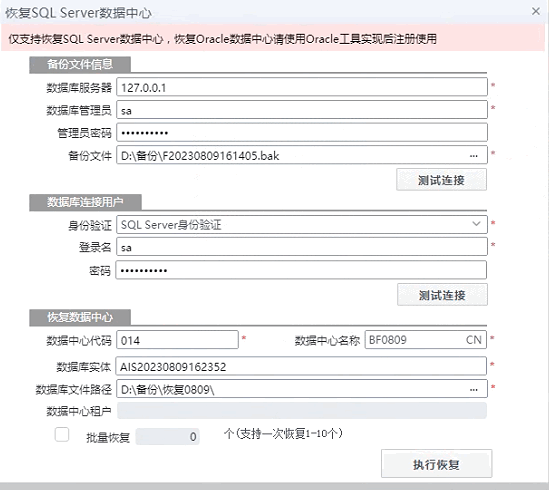 恢复SQL Server数据中心 ×
仅支持恢复SQL Server数据中心，恢复Oracle数据中心请使用Oracle工具实现后注册使用
备份文件信息
数据库服务器 127.0.0.1 *
数据库管理员 sa *
管理员密码 ••••••••••
备份文件 D:\备份\F20230809161405.bak ... *
测试连接
数据库连接用户
身份验证 SQL Server身份验证 *
登录名 sa *
密码 ••••••••••
测试连接
恢复数据中心
数据中心代码 014 * 数据中心名称 BF0809 CN *
数据库实体 AIS20230809162352 *
数据库文件路径 D:\备份\恢复0809\ ... *
数据中心租户
批量恢复 0 个(支持一次恢复1-10个)
执行恢复